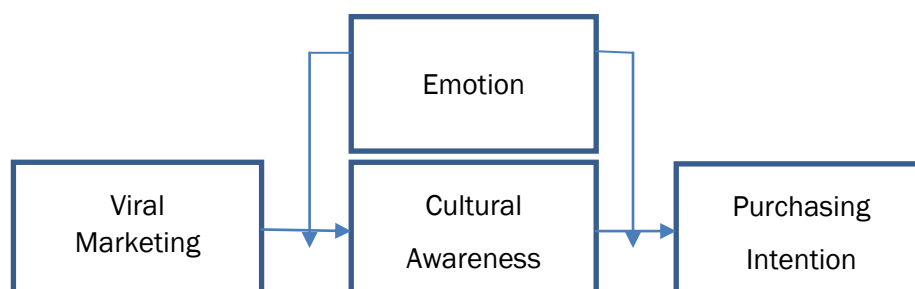 Emotion
Viral
Marketing
Cultural
Awareness
Purchasing
Intention